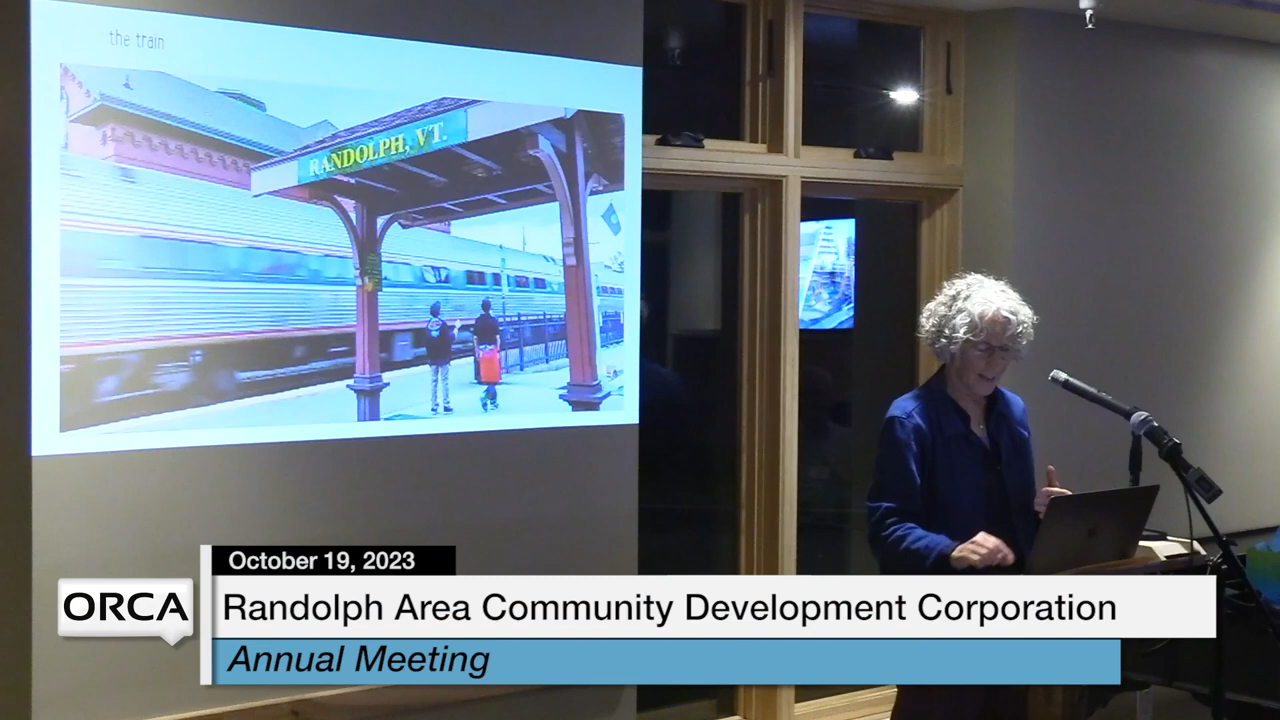 the train
RANDOLPH, VT.
October 19, 2023
ORCA
Randolph Area Community Development Corporation
Annual Meeting